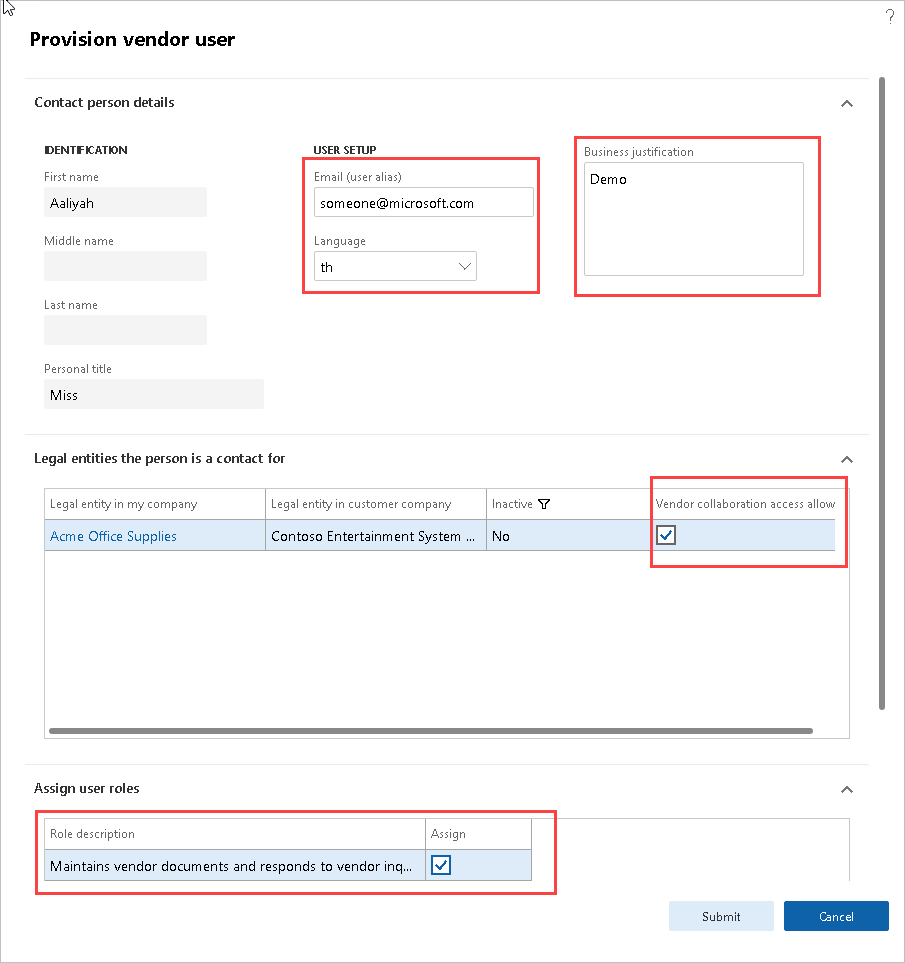 ?
Provision vendor user
Contact person details
IDENTIFICATION
First name
Aaliyah
Middle name
Last name
Personal title
Miss
USER SETUP
Email (user alias)
someone@microsoft.com
Language
th
Business justification
Demo
Legal entities the person is a contact for
Legal entity in my company Legal entity in customer company Inactive Vendor collaboration access allow
Acme Office Supplies Contoso Entertainment System ... No
Assign user roles
Role description Assign
Maintains vendor documents and responds to vendor inq...
Submit Cancel